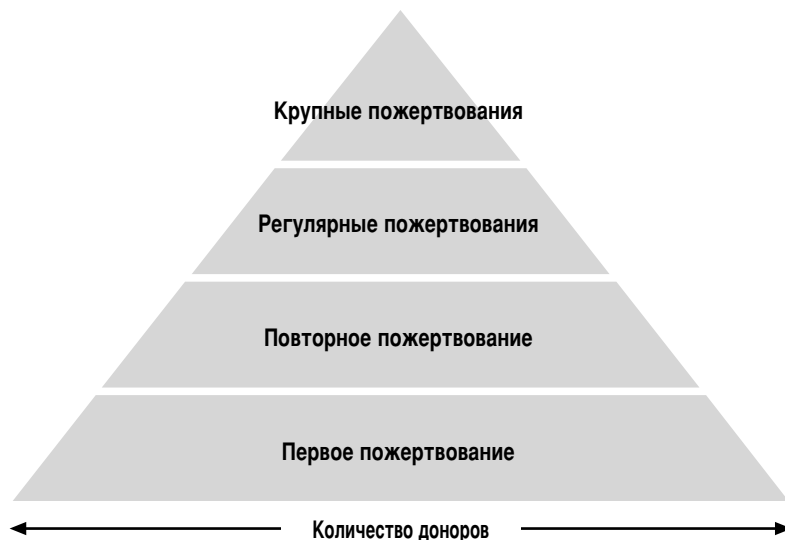 Крупные пожертвования
Регулярные пожертвования
Повторное пожертвование
Первое пожертвование
Количество доноров